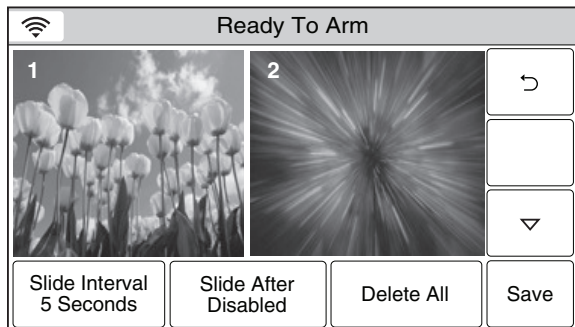 Ready To Arm
1
2
Slide Interval
5 Seconds
Slide After
Disabled
Delete All
Save